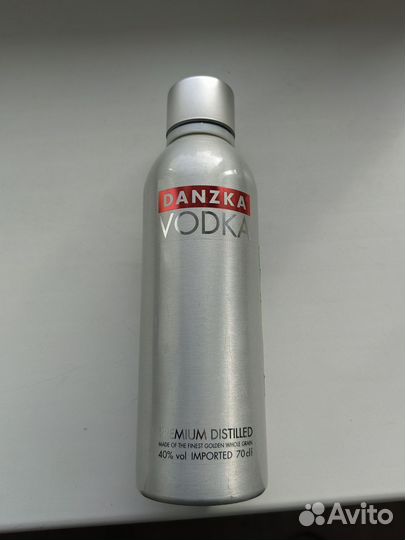 DANZKA
VODKA
PREMIUM DISTILLED
MADE OF THE FINEST GOLDEN WHOLE GRAIN
40% vol IMPORTED 70 cl
Avito